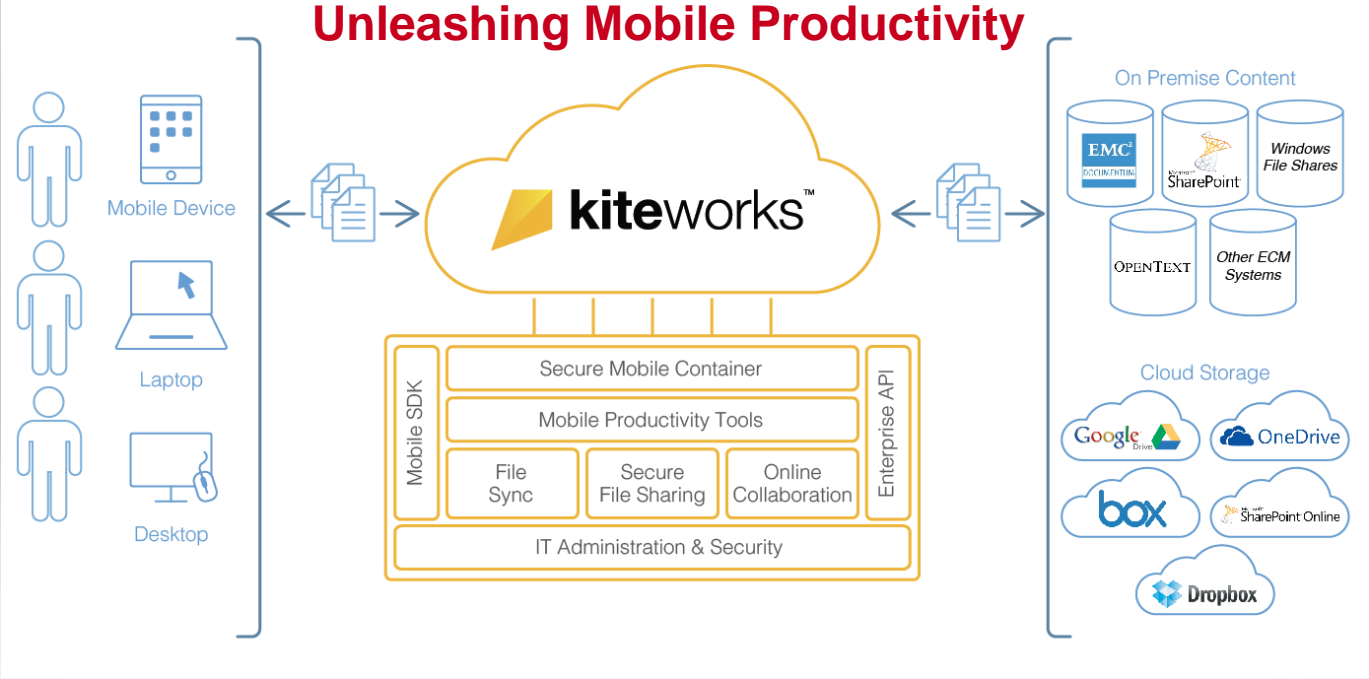 Unleashing Mobile Productivity
Mobile Device
Laptop
Desktop
kiteworks™
Secure Mobile Container
Mobile Productivity Tools
Mobile SDK
Enterprise API
File
Sync
Secure
File Sharing
Online
Collaboration
IT Administration & Security
On Premise Content
EMC²
DOCUMENTUM
Microsoft
SharePoint
Windows
File Shares
OPENTEXT
Other ECM
Systems
Cloud Storage
Google
Drive
OneDrive
box
Microsoft
SharePoint Online
Dropbox